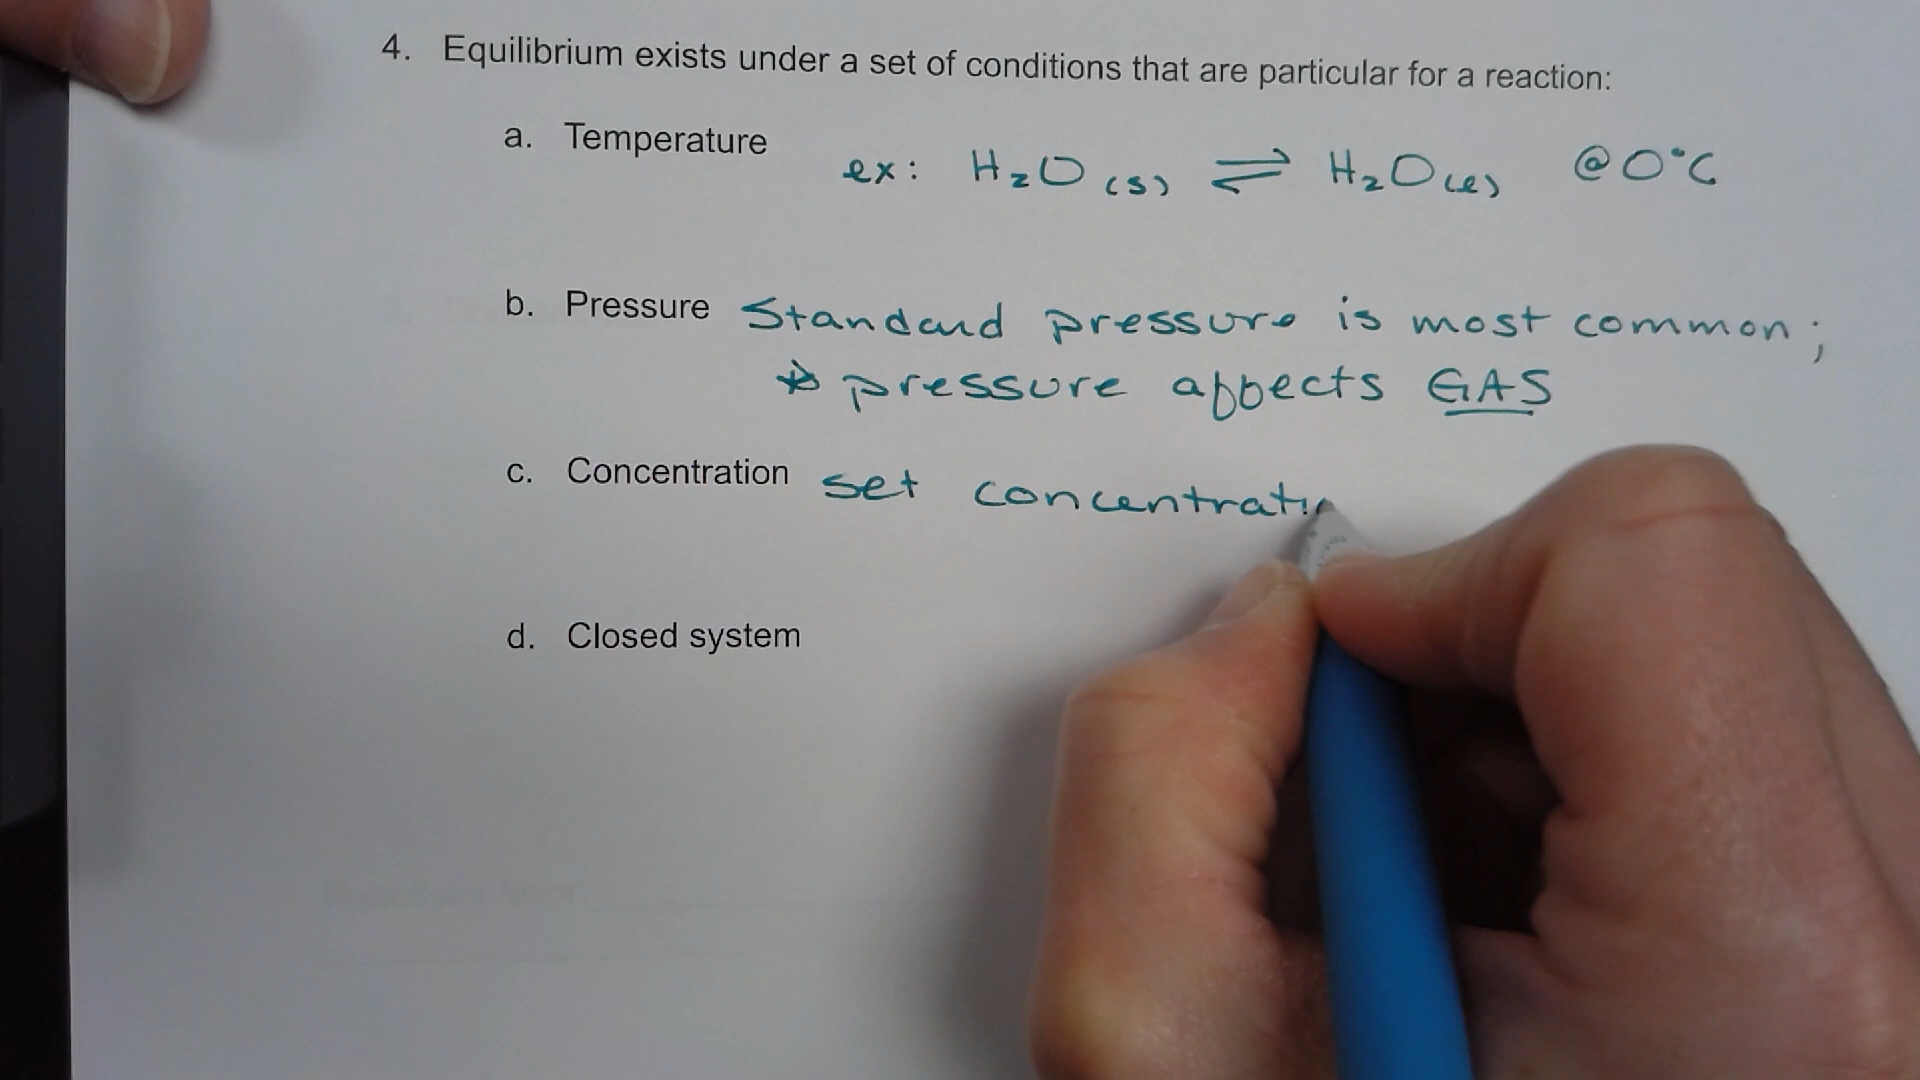 4. Equilibrium exists under a set of conditions that are particular for a reaction:
a. Temperature ex: H₂O (s) ⇌ H₂O (l) @ 0°C
b. Pressure Standard pressure is most common;
☆ pressure affects GAS
c. Concentration set concentratio
d. Closed system